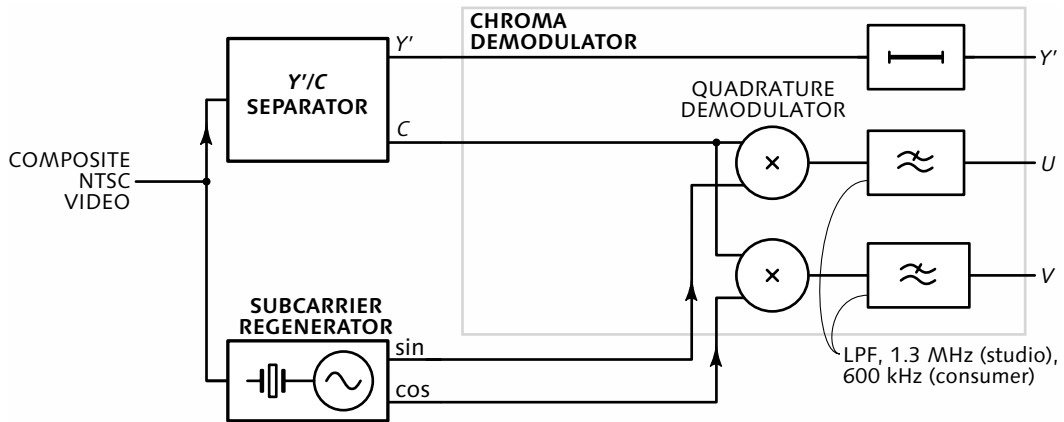 CHROMA
DEMODULATOR
Y'
Y'/C
SEPARATOR
C
QUADRATURE
DEMODULATOR
×
×
Y'
U
V
COMPOSITE
NTSC
VIDEO
SUBCARRIER
REGENERATOR
sin
cos
LPF, 1.3 MHz (studio),
600 kHz (consumer)